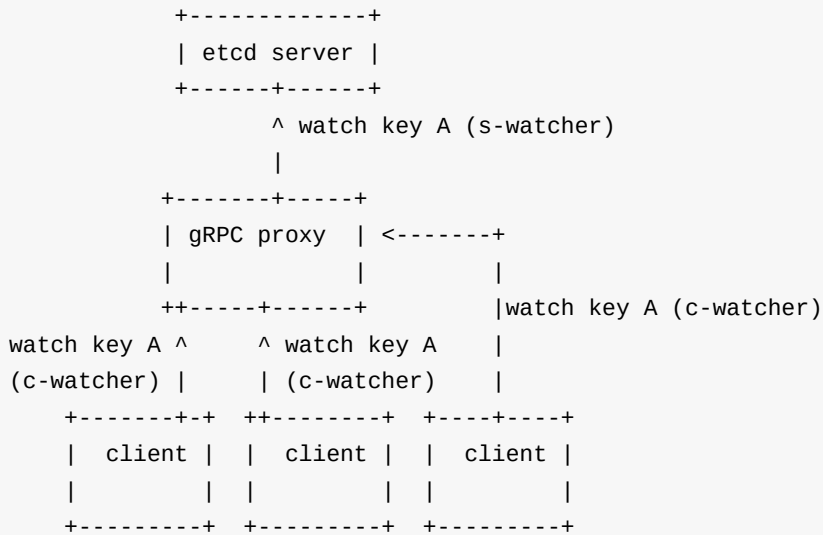 etcd server
watch key A (s-watcher)
gRPC proxy
watch key A (c-watcher)
watch key A watch key A
(c-watcher) (c-watcher)
client client client